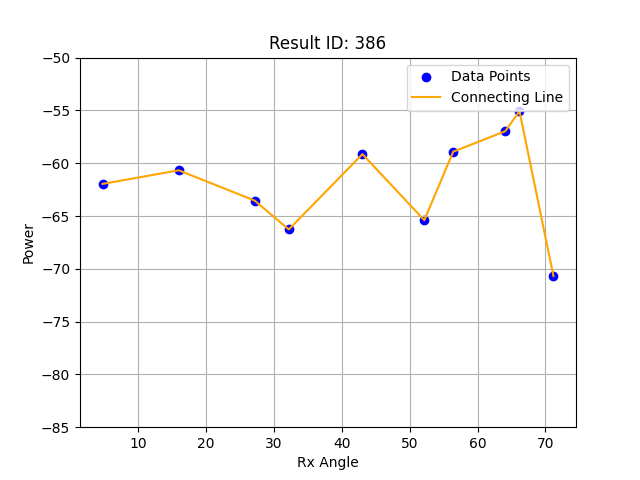 Result ID: 386
Data Points
Connecting Line
Power
−50
−55
−60
−65
−70
−75
−80
−85
10 20 30 40 50 60 70
Rx Angle